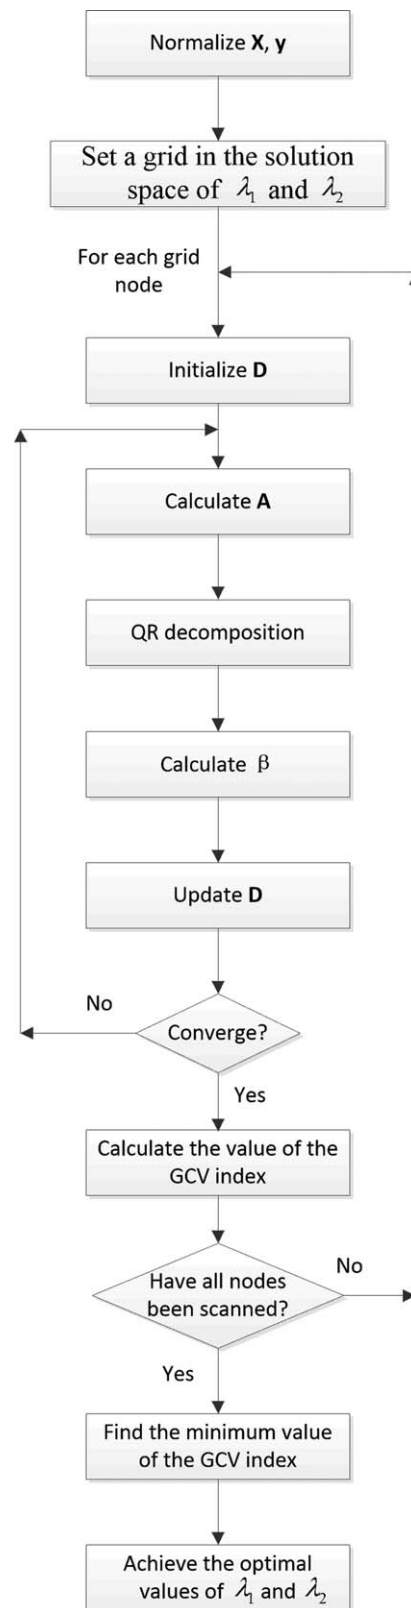 Normalize X, y
Set a grid in the solution
space of λ₁ and λ₂
For each grid
node
Initialize D
Calculate A
QR decomposition
Calculate β
Update D
No
Converge?
Yes
Calculate the value of the
GCV index
No
Have all nodes
been scanned?
Yes
Find the minimum value
of the GCV index
Achieve the optimal
values of λ₁ and λ₂